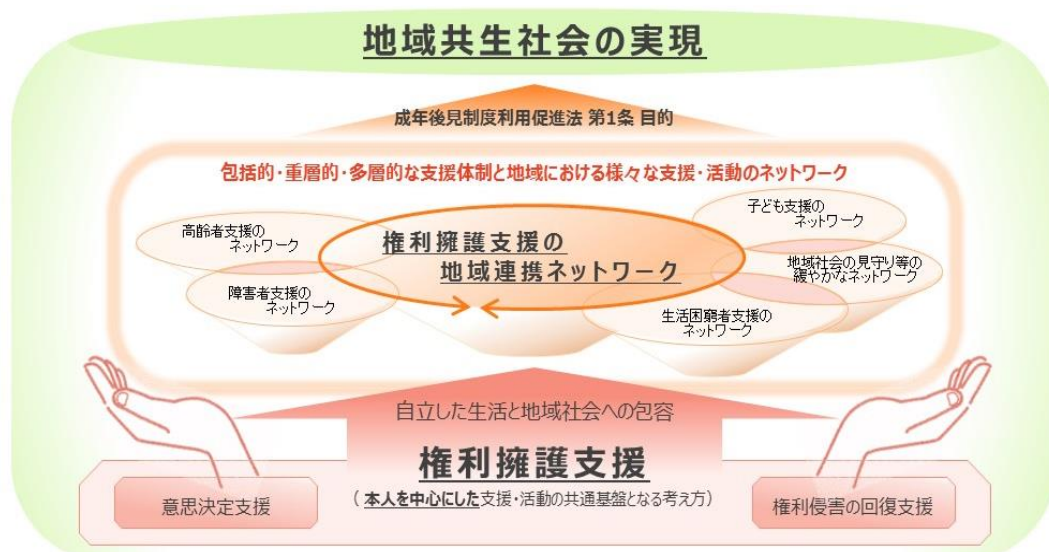 地域共生社会の実現
成年後見制度利用促進法 第1条 目的
包括的・重層的・多層的な支援体制と地域における様々な支援・活動のネットワーク
高齢者支援の
ネットワーク
障害者支援の
ネットワーク
権利擁護支援の
地域連携ネットワーク
子ども支援の
ネットワーク
地域社会の見守り等の
緩やかなネットワーク
生活困窮者支援の
ネットワーク
自立した生活と地域社会への包容
権利擁護支援
（ 本人を中心にした支援・活動の共通基盤となる考え方）
意思決定支援
権利侵害の回復支援